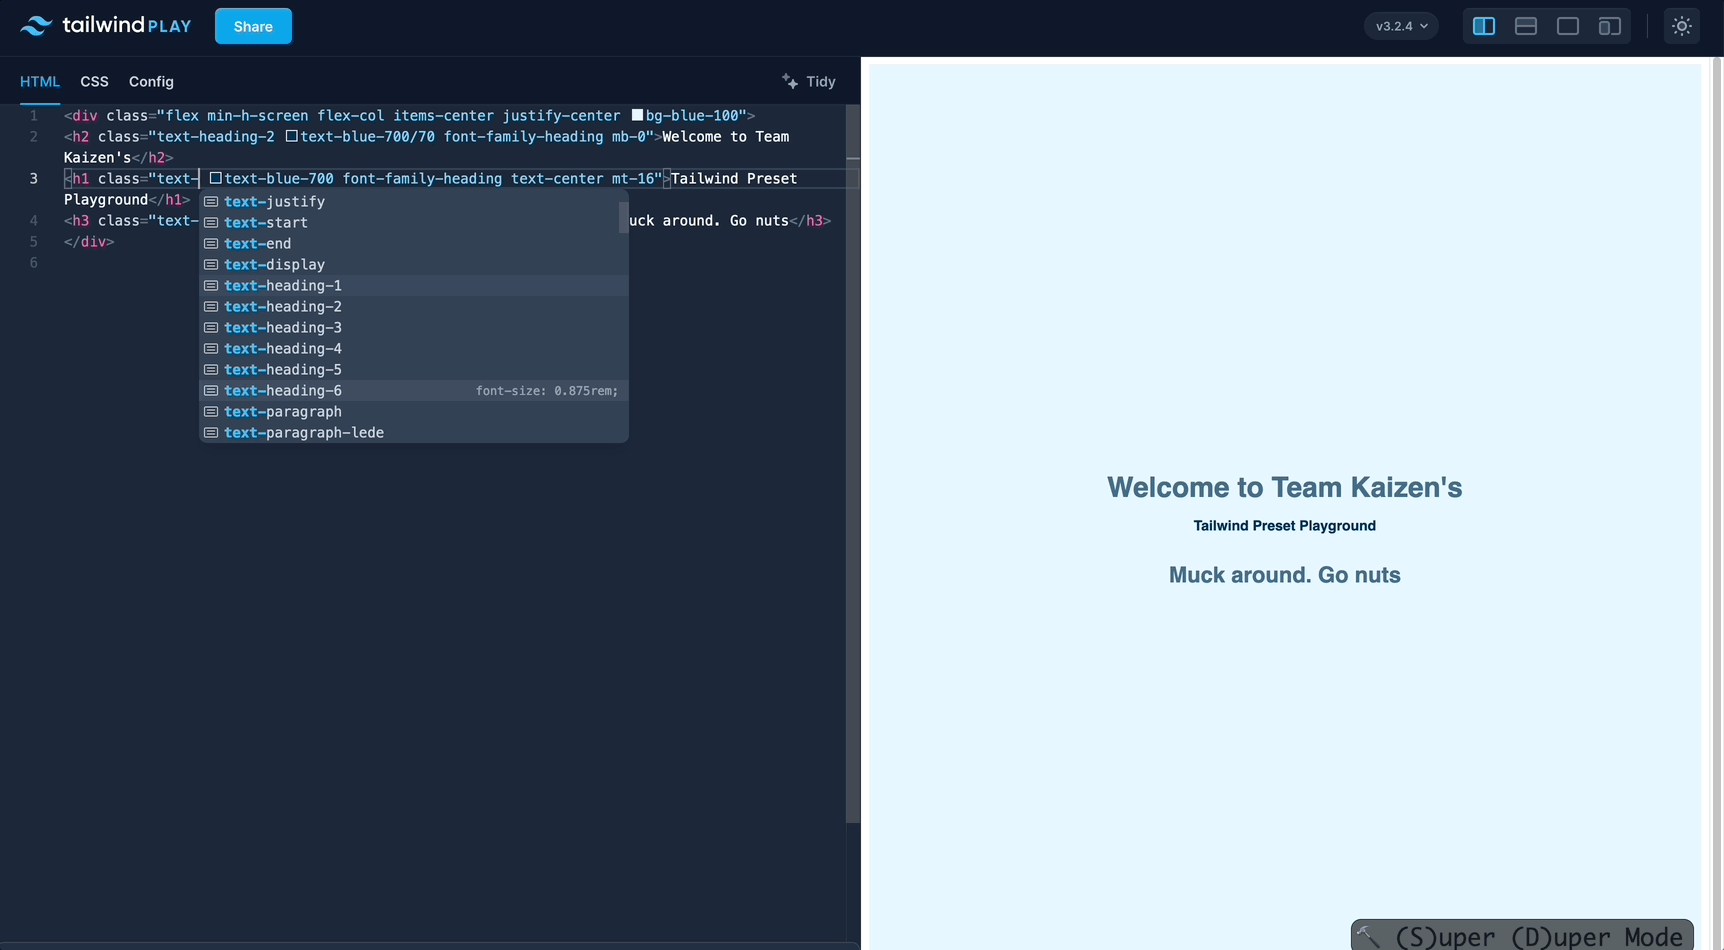 tailwind PLAY
Share
v3.2.4
HTML CSS Config
Tidy
1 <div class="flex min-h-screen flex-col items-center justify-center bg-blue-100">
2 <h2 class="text-heading-2 text-blue-700/70 font-family-heading mb-0">Welcome to Team
Kaizen's</h2>
3 <h1 class="text- text-blue-700 font-family-heading text-center mt-16">Tailwind Preset
Playground</h1>
4 <h3 class="text- uck around. Go nuts</h3>
5 </div>
6
text-justify
text-start
text-end
text-display
text-heading-1
text-heading-2
text-heading-3
text-heading-4
text-heading-5
text-heading-6 font-size: 0.875rem;
text-paragraph
text-paragraph-lede
Welcome to Team Kaizen's
Tailwind Preset Playground
Muck around. Go nuts
(S)uper (D)uper Mode